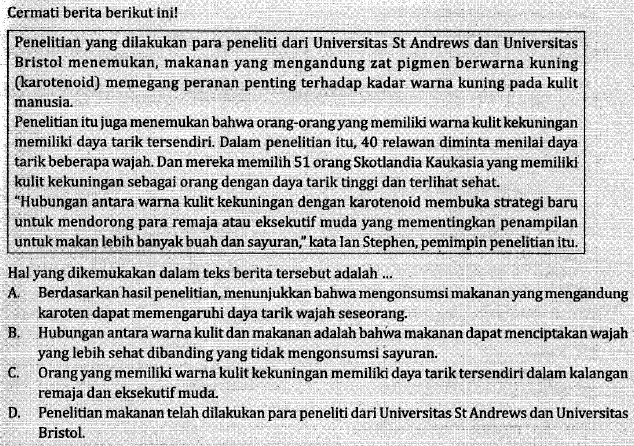 Cermati berita berikut ini!
Penelitian yang dilakukan para peneliti dari Universitas St Andrews dan Universitas
Bristol menemukan, makanan yang mengandung zat pigmen berwarna kuning
(karotenoid) memegang peranan penting terhadap kadar warna kuning pada kulit
manusia.
Penelitian itu juga menemukan bahwa orang-orang yang memiliki warna kulit kekuningan
memiliki daya tarik tersendiri. Dalam penelitian itu, 40 relawan diminta menilai daya
tarik beberapa wajah. Dan mereka memilih 51 orang Skotlandia Kaukasia yang memiliki
kulit kekuningan sebagai orang dengan daya tarik tinggi dan terlihat sehat.
"Hubungan antara warna kulit kekuningan dengan karotenoid membuka strategi baru
untuk mendorong para remaja atau eksekutif muda yang mementingkan penampilan
untuk makan lebih banyak buah dan sayuran," kata Ian Stephen, pemimpin penelitian itu.
Hal yang dikemukakan dalam teks berita tersebut adalah ...
A. Berdasarkan hasil penelitian, menunjukkan bahwa mengonsumsi makanan yang mengandung
karoten dapat memengaruhi daya tarik wajah seseorang.
B. Hubungan antara warna kulit dan makanan adalah bahwa makanan dapat menciptakan wajah
yang lebih sehat dibanding yang tidak mengonsumsi sayuran.
C. Orang yang memiliki warna kulit kekuningan memiliki daya tarik tersendiri dalam kalangan
remaja dan eksekutif muda.
D. Penelitian makanan telah dilakukan para peneliti dari Universitas St Andrews dan Universitas
Bristol.